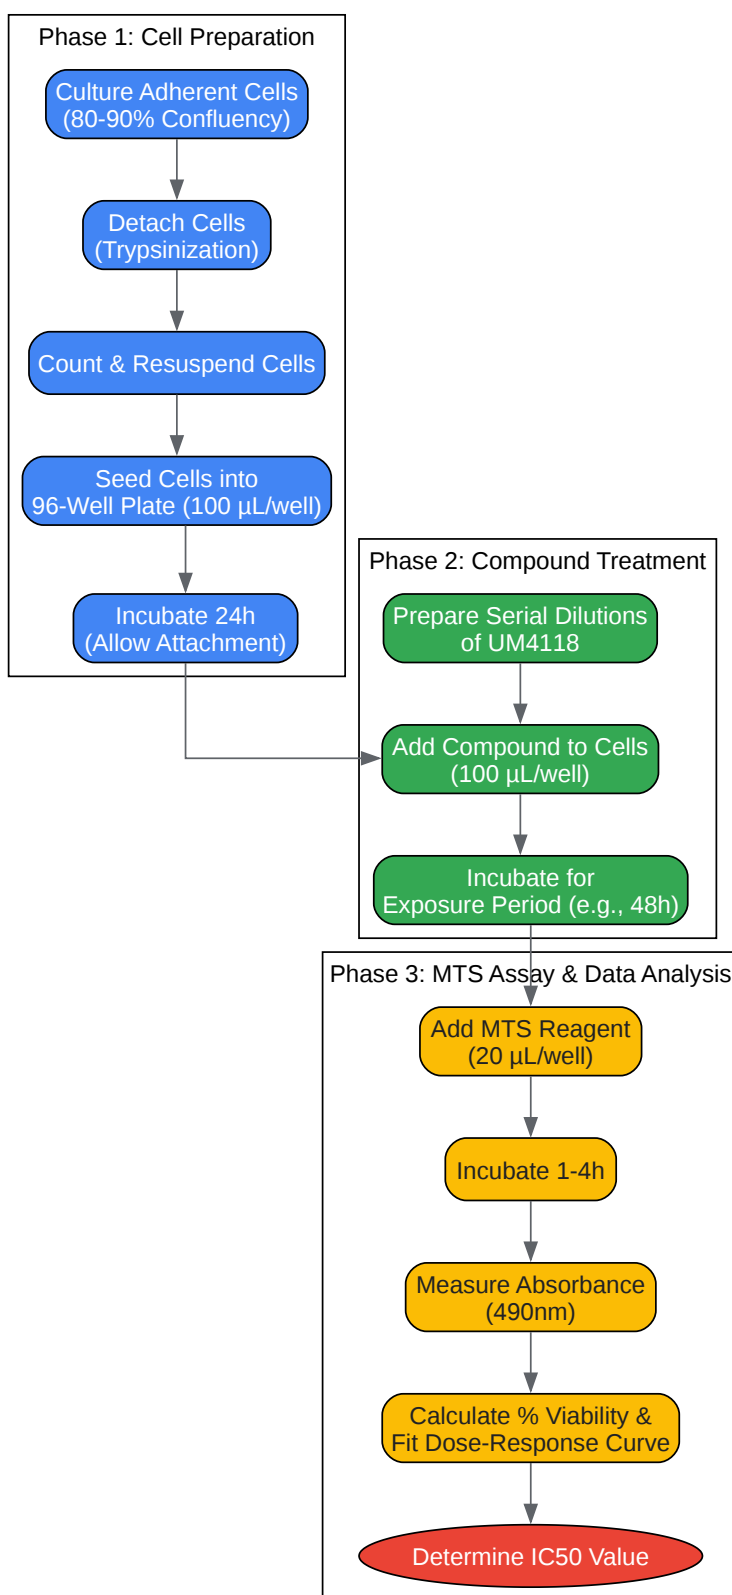 Phase 1: Cell Preparation
Culture Adherent Cells
(80-90% Confluency)
Detach Cells
(Trypsinization)
Count & Resuspend Cells
Seed Cells into
96-Well Plate (100 µL/well)
Incubate 24h
(Allow Attachment)
Phase 2: Compound Treatment
Prepare Serial Dilutions
of UM4118
Add Compound to Cells
(100 µL/well)
Incubate for
Exposure Period (e.g., 48h)
Phase 3: MTS Assay & Data Analysis
Add MTS Reagent
(20 µL/well)
Incubate 1-4h
Measure Absorbance
(490nm)
Calculate % Viability &
Fit Dose-Response Curve
Determine IC50 Value